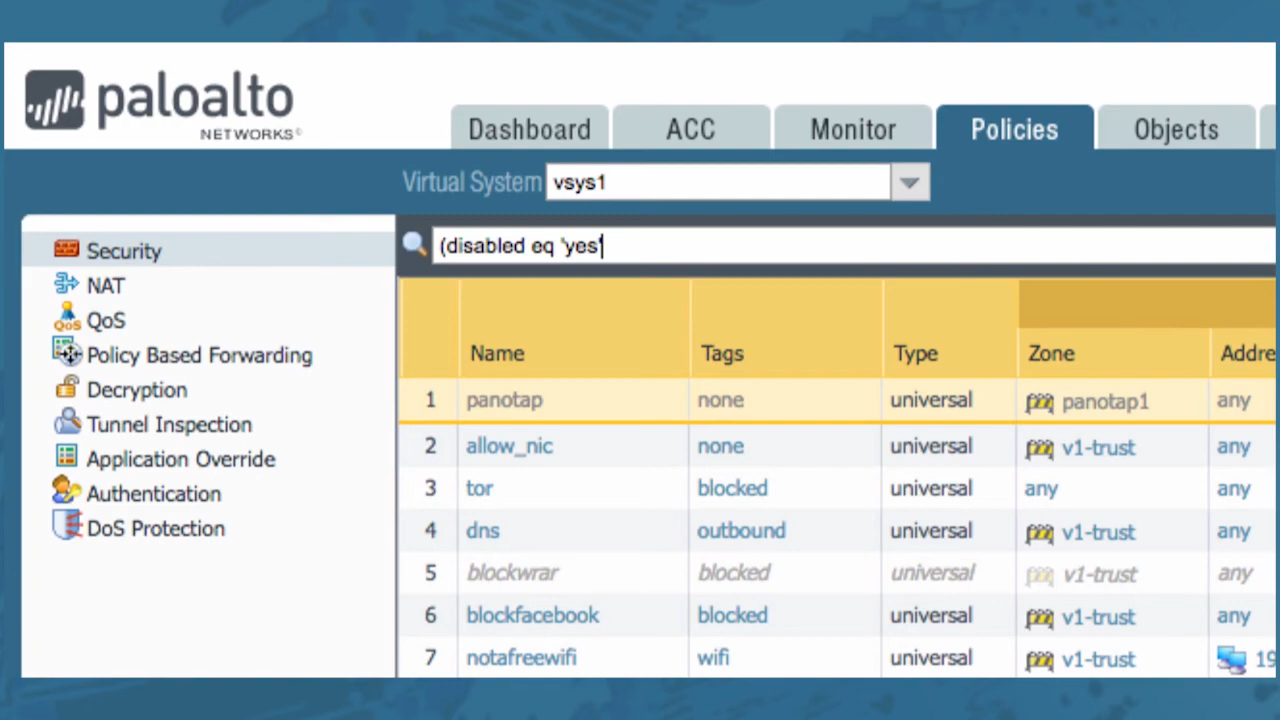 paloalto
NETWORKS®
Dashboard ACC Monitor Policies Objects
Virtual System vsys1
(disabled eq 'yes'
Security
NAT
QoS QoS
Policy Based Forwarding
Decryption
Tunnel Inspection
Application Override
Authentication
DoS Protection
Name Tags Type Zone Addre
1 panotap none universal panotap1 any
2 allow_nic none universal v1-trust any
3 tor blocked universal any any
4 dns outbound universal v1-trust any
5 blockwrar blocked universal v1-trust any
6 blockfacebook blocked universal v1-trust any
7 notafreewifi wifi universal v1-trust 19